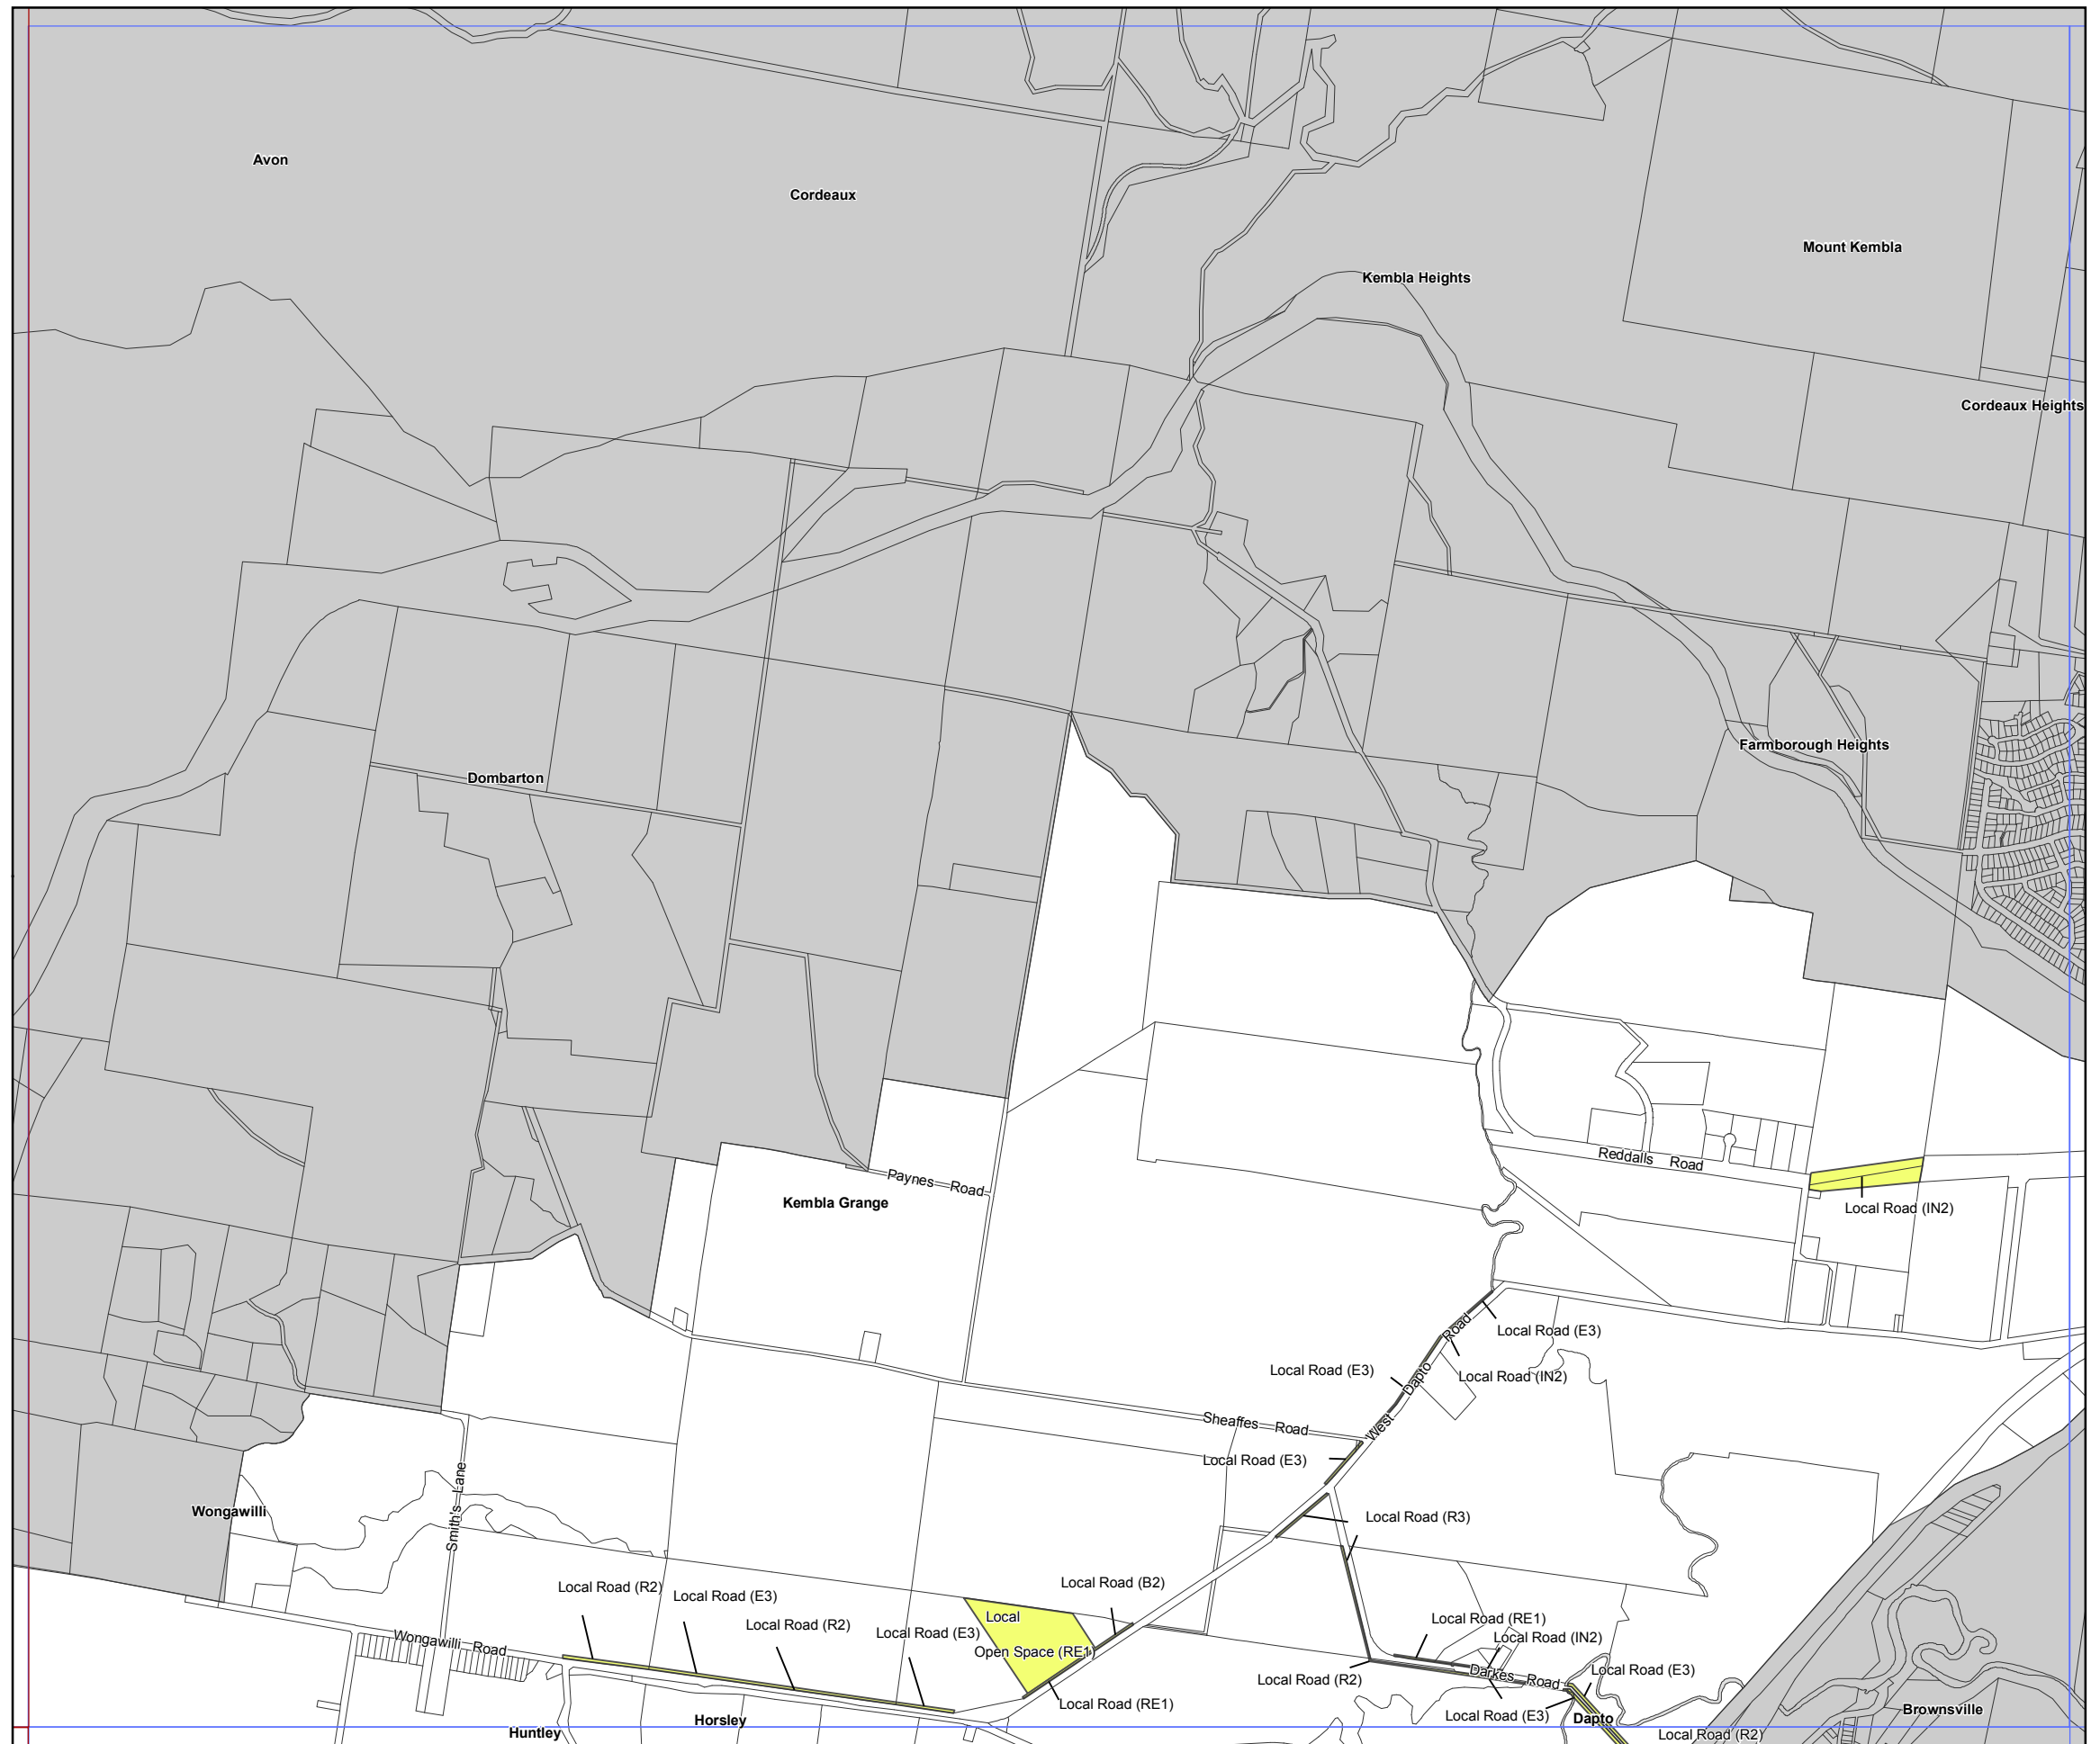 Avon
Cordeaux
Mount Kembla
Kembla Heights
Cordeaux Heights
Farmborough Heights
Dombarton
Reddalls Road
Paynes Road
Kembla Grange
Local Road (IN2)
Local Road (E3)
Local Road (E3)
Local Road (IN2)
West Dapto Road
Sheaffes Road
Local Road (E3)
Smith's Lane
Wongawilli
Local Road (R3)
Local Road (R2)
Local Road (E3)
Local Road (B2)
Local Road (R2)
Local Road (E3)
Local
Open Space (RE1)
Local Road (RE1)
Local Road (IN2)
Wongawilli Road
Local Road (R2)
Darkes Road
Local Road (E3)
Local Road (RE1)
Local Road (E3)
Dapto
Brownsville
Horsley
Huntley
Local Road (R2)